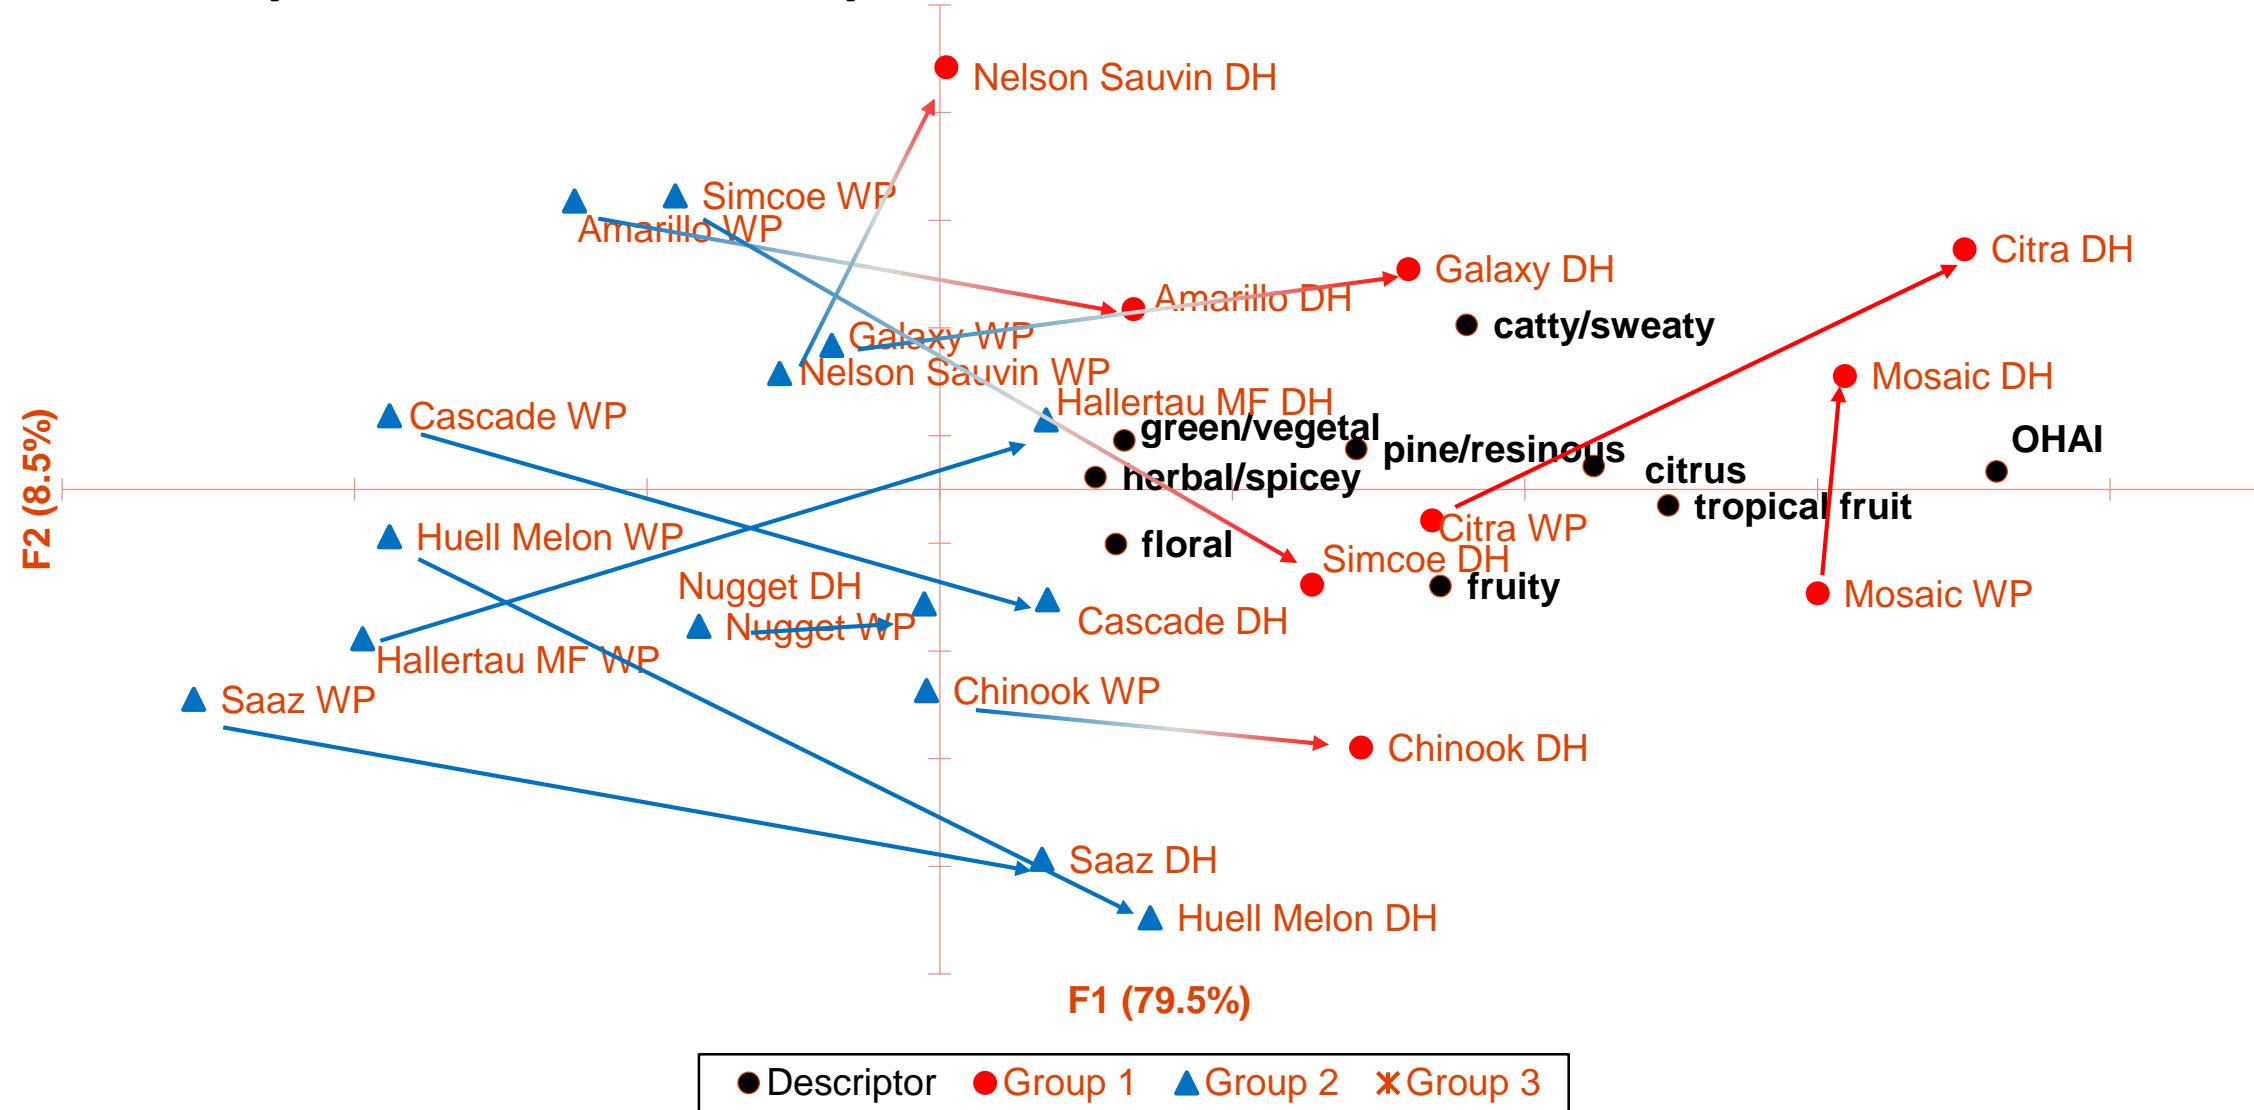 Nelson Sauvin DH
Simcoe WP
Amarillo WP
Citra DH
Galaxy DH
Amarillo DH
catty/sweaty
Galaxy WP
Nelson Sauvin WP
Mosaic DH
Hallertau MF DH
Cascade WP
green/vegetal
pine/resinous
OHAI
citrus
herbal/spicey
tropical fruit
F2 (8.5%)
Citra WP
Huell Melon WP
floral
Simcoe DH
Nugget DH
fruity
Mosaic WP
Nugget WP
Cascade DH
Hallertau MF WP
Saaz WP
Chinook WP
Chinook DH
Saaz DH
Huell Melon DH
F1 (79.5%)
Descriptor Group 1 Group 2 Group 3